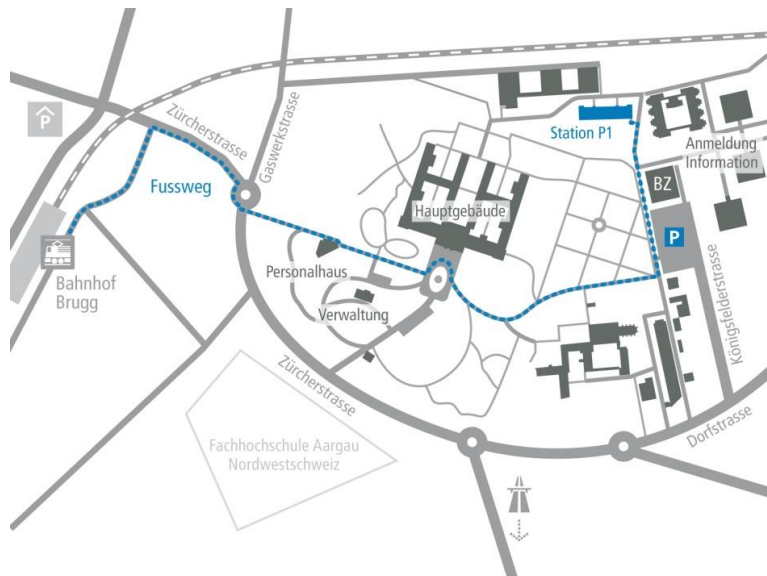 P
Zürcherstrasse
Gaswerkstrasse
Fussweg
Station P1
Anmeldung
Information
BZ
Hauptgebäude
P
Bahnhof
Brugg
Personalhaus
Verwaltung
Königsfelderstrasse
Zürcherstrasse
Dorfstrasse
Fachhochschule Aargau
Nordwestschweiz